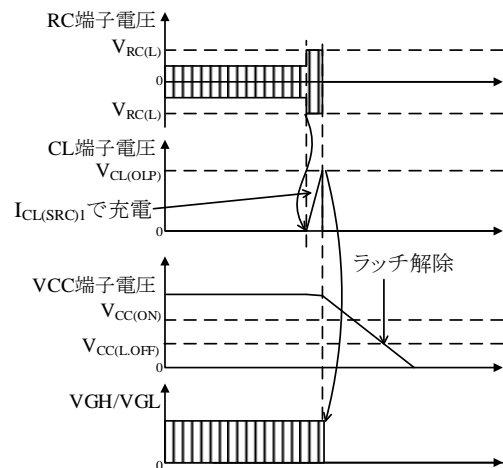 RC端子電圧
VRC(L)
0
VRC(L)
CL端子電圧
VCL(OLP)
ICL(SRC)1で充電
0
ラッチ解除
VCC端子電圧
VCC(ON)
VCC(L.OFF)
0
VGH/VGL
0